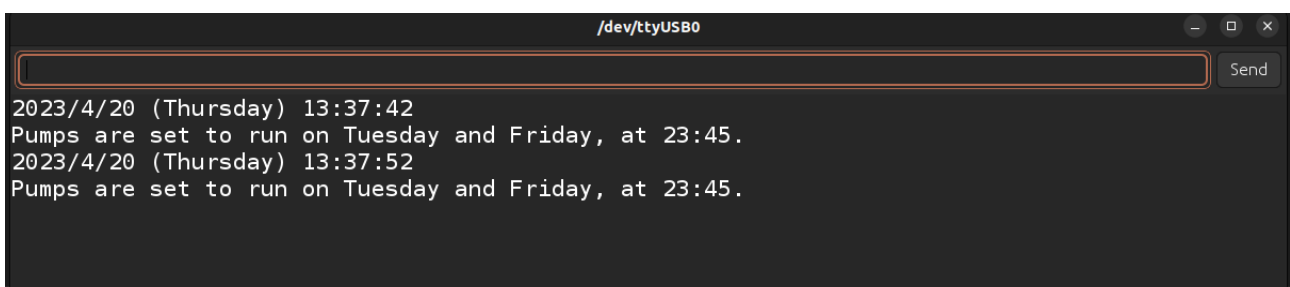 /dev/ttyUSB0
Send
2023/4/20 (Thursday) 13:37:42
Pumps are set to run on Tuesday and Friday, at 23:45.
2023/4/20 (Thursday) 13:37:52
Pumps are set to run on Tuesday and Friday, at 23:45.